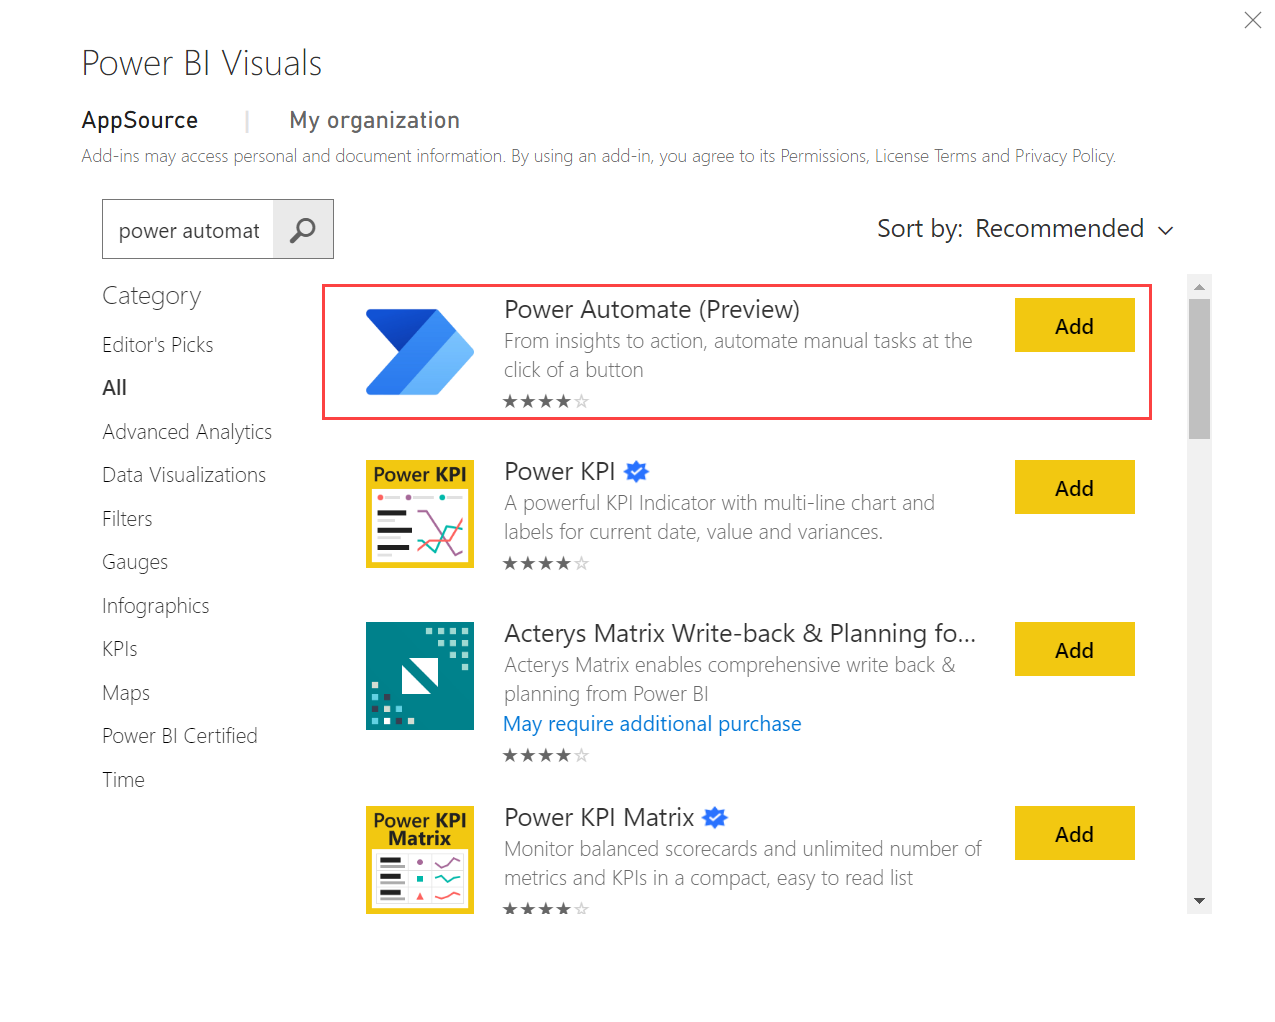 Power BI Visuals
AppSource | My organization
Add-ins may access personal and document information. By using an add-in, you agree to its Permissions, License Terms and Privacy Policy.
power automat
Sort by: Recommended
Category
Editor's Picks
All
Advanced Analytics
Data Visualizations
Filters
Gauges
Infographics
KPIs
Maps
Power BI Certified
Time
Power Automate (Preview)
From insights to action, automate manual tasks at the
click of a button
Add
Power KPI
Power KPI
A powerful KPI Indicator with multi-line chart and
labels for current date, value and variances.
Add
Acterys Matrix Write-back & Planning fo...
Acterys Matrix enables comprehensive write back &
planning from Power BI
May require additional purchase
Add
Power KPI
Matrix
Power KPI Matrix
Monitor balanced scorecards and unlimited number of
metrics and KPIs in a compact, easy to read list
Add